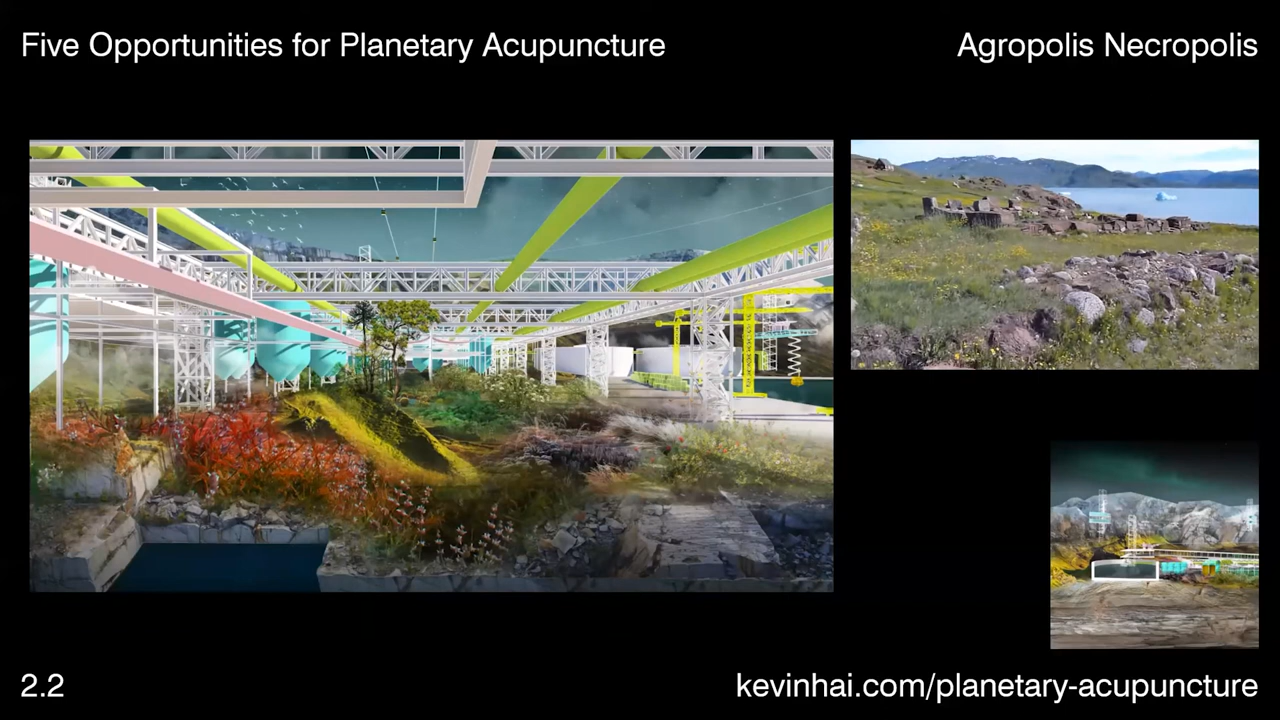 Five Opportunities for Planetary Acupuncture
Agropolis Necropolis
2.2
kevinhai.com/planetary-acupuncture